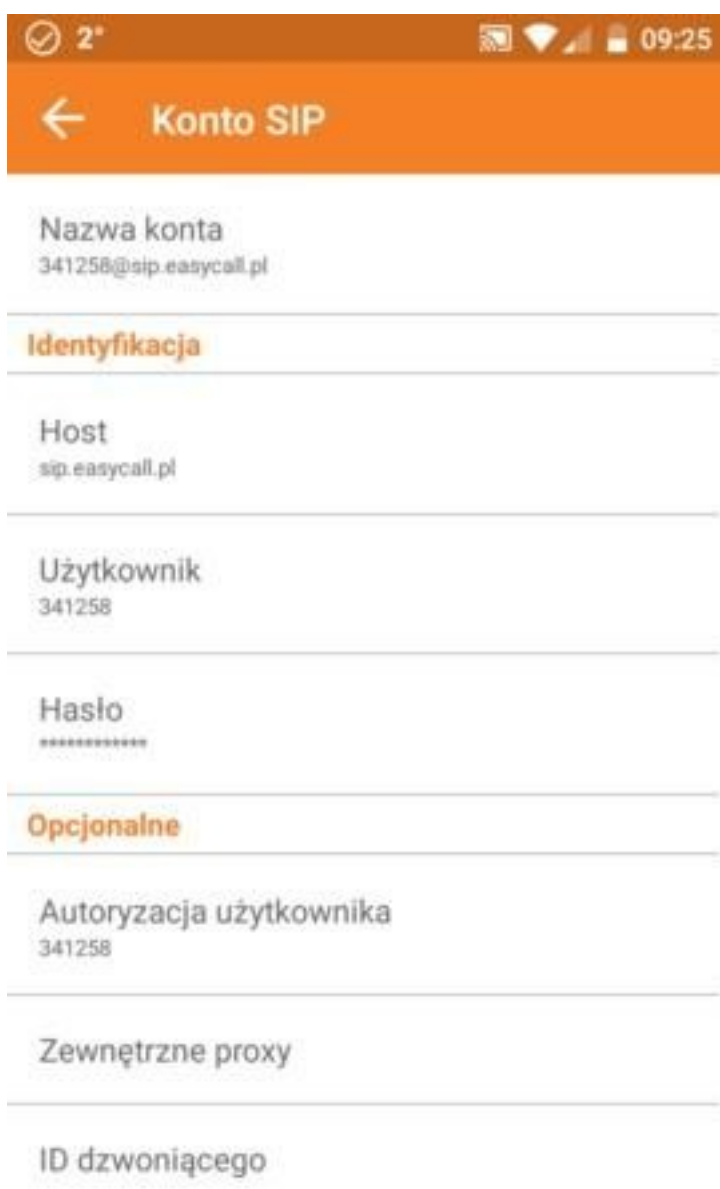 2° 09:25
Konto SIP
Nazwa konta
341258@sip.easycall.pl
Identyfikacja
Host
sip.easycall.pl
Użytkownik
341258
Hasło
************
Opcjonalne
Autoryzacja użytkownika
341258
Zewnętrzne proxy
ID dzwoniącego